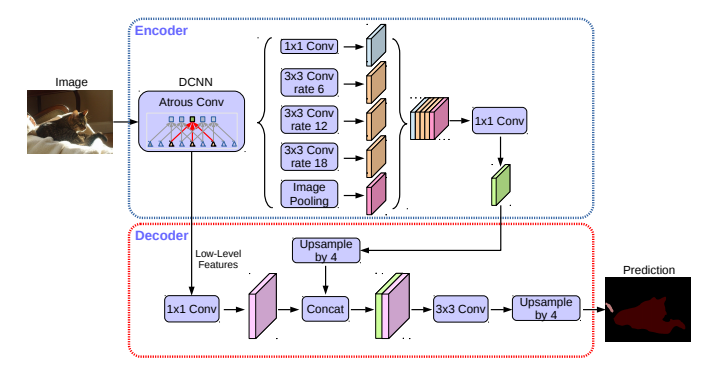 Encoder
Image
DCNN
Atrous Conv
1x1 Conv
3x3 Conv
rate 6
3x3 Conv
rate 12
3x3 Conv
rate 18
Image
Pooling
1x1 Conv
Decoder
Low-Level
Features
Upsample
by 4
1x1 Conv
Concat
3x3 Conv
Upsample
by 4
Prediction